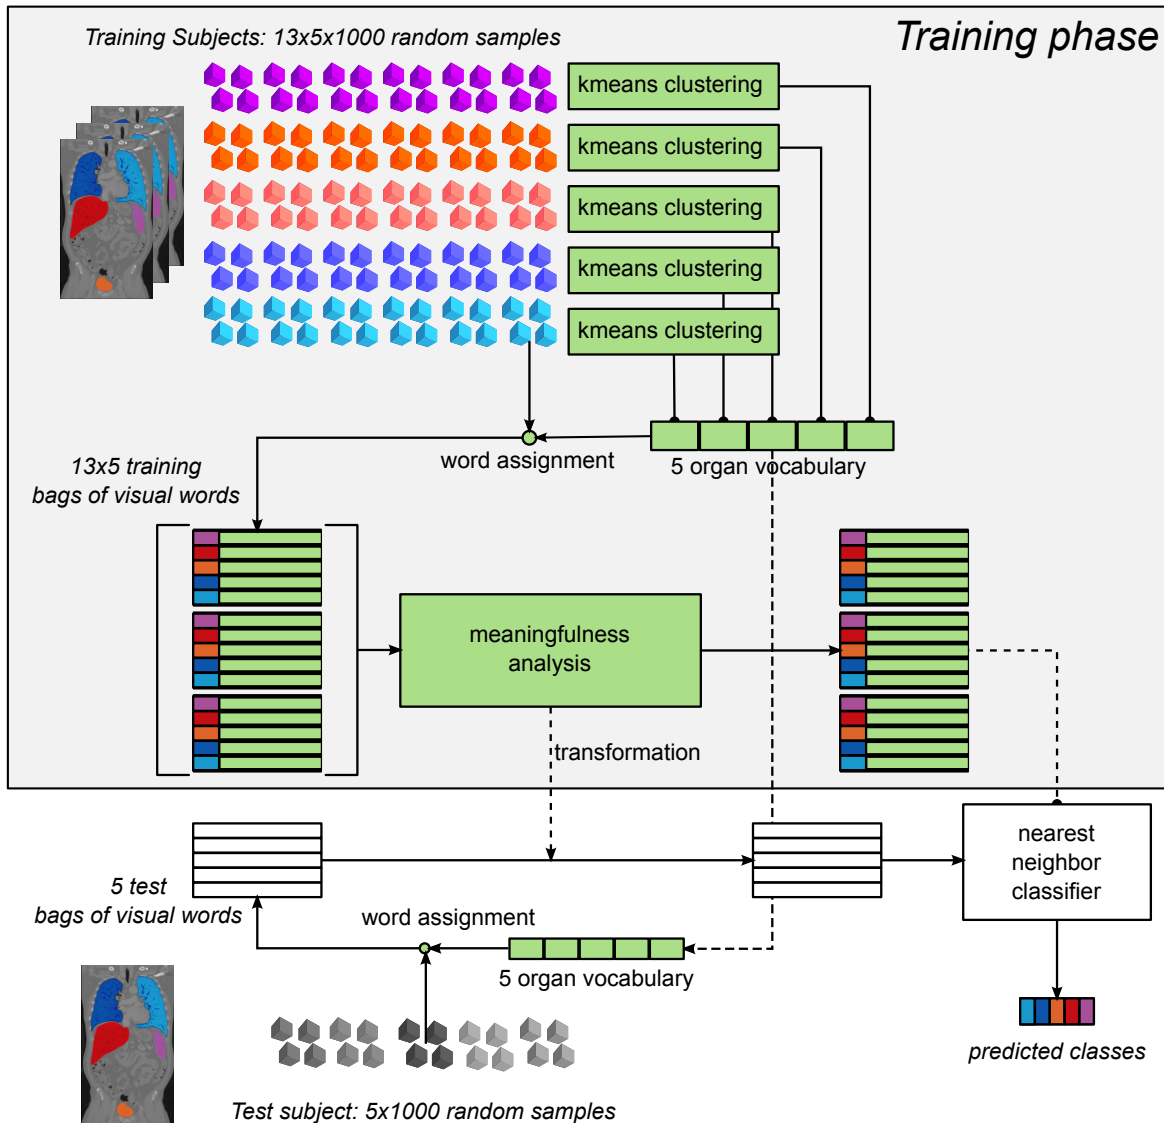 Training Subjects: 13x5x1000 random samples
Training phase
kmeans clustering
kmeans clustering
kmeans clustering
kmeans clustering
kmeans clustering
word assignment
5 organ vocabulary
13x5 training
bags of visual words
meaningfulness
analysis
transformation
nearest
neighbor
classifier
5 test
bags of visual words
word assignment
5 organ vocabulary
predicted classes
Test subject: 5x1000 random samples